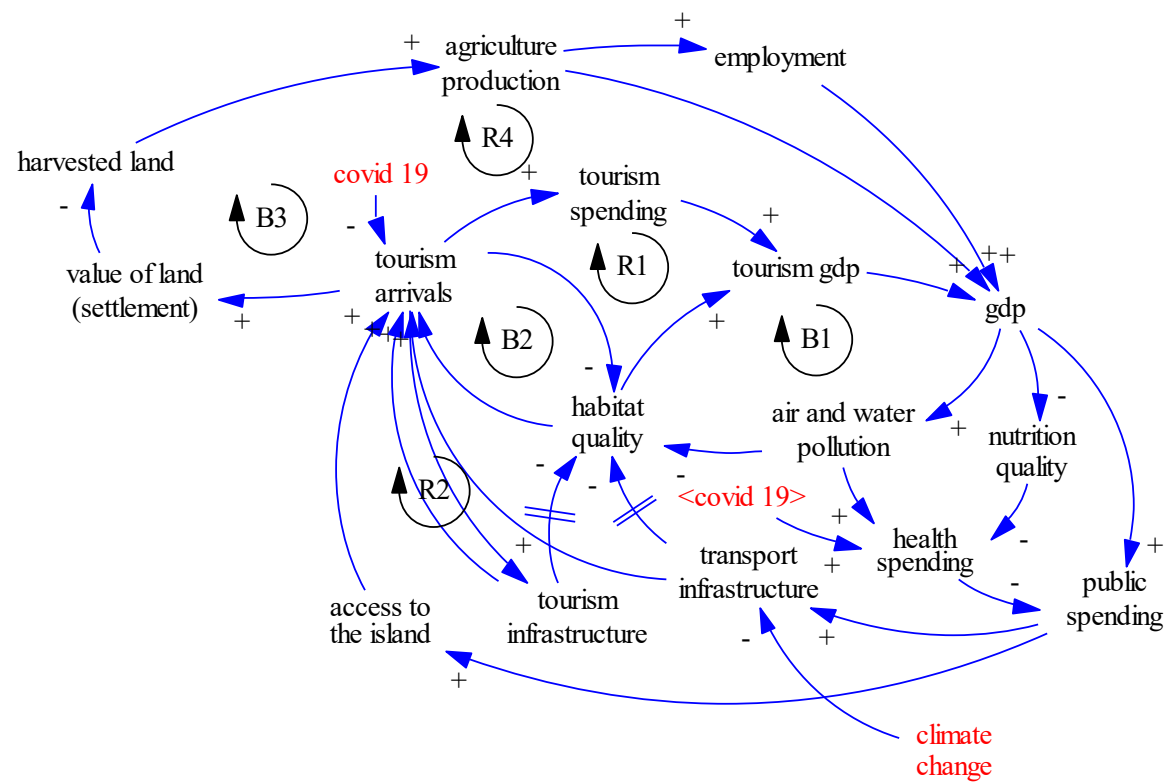 +
agriculture
production
+
employment
R4
harvested land
-
B3
covid 19
-
+
tourism
spending
+
R1
tourism gdp
+
+
+
gdp
value of land
(settlement)
+
tourism
arrivals
+
+
+
+
B2
-
+
B1
habitat
quality
air and water
pollution
+
-
nutrition
quality
R2
-
-
-
<covid 19>
+
health
spending
+
-
-
+
public
spending
transport
infrastructure
+
tourism
infrastructure
access to
the island
+
-
+
climate
change